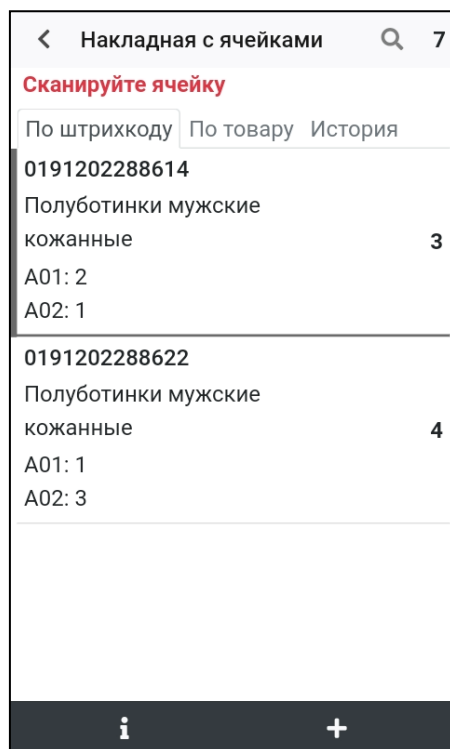 Накладная с ячейками 7
Сканируйте ячейку
По штрихкоду По товару История
0191202288614
Полуботинки мужские
кожанные 3
A01: 2
A02: 1
0191202288622
Полуботинки мужские
кожанные 4
A01: 1
A02: 3